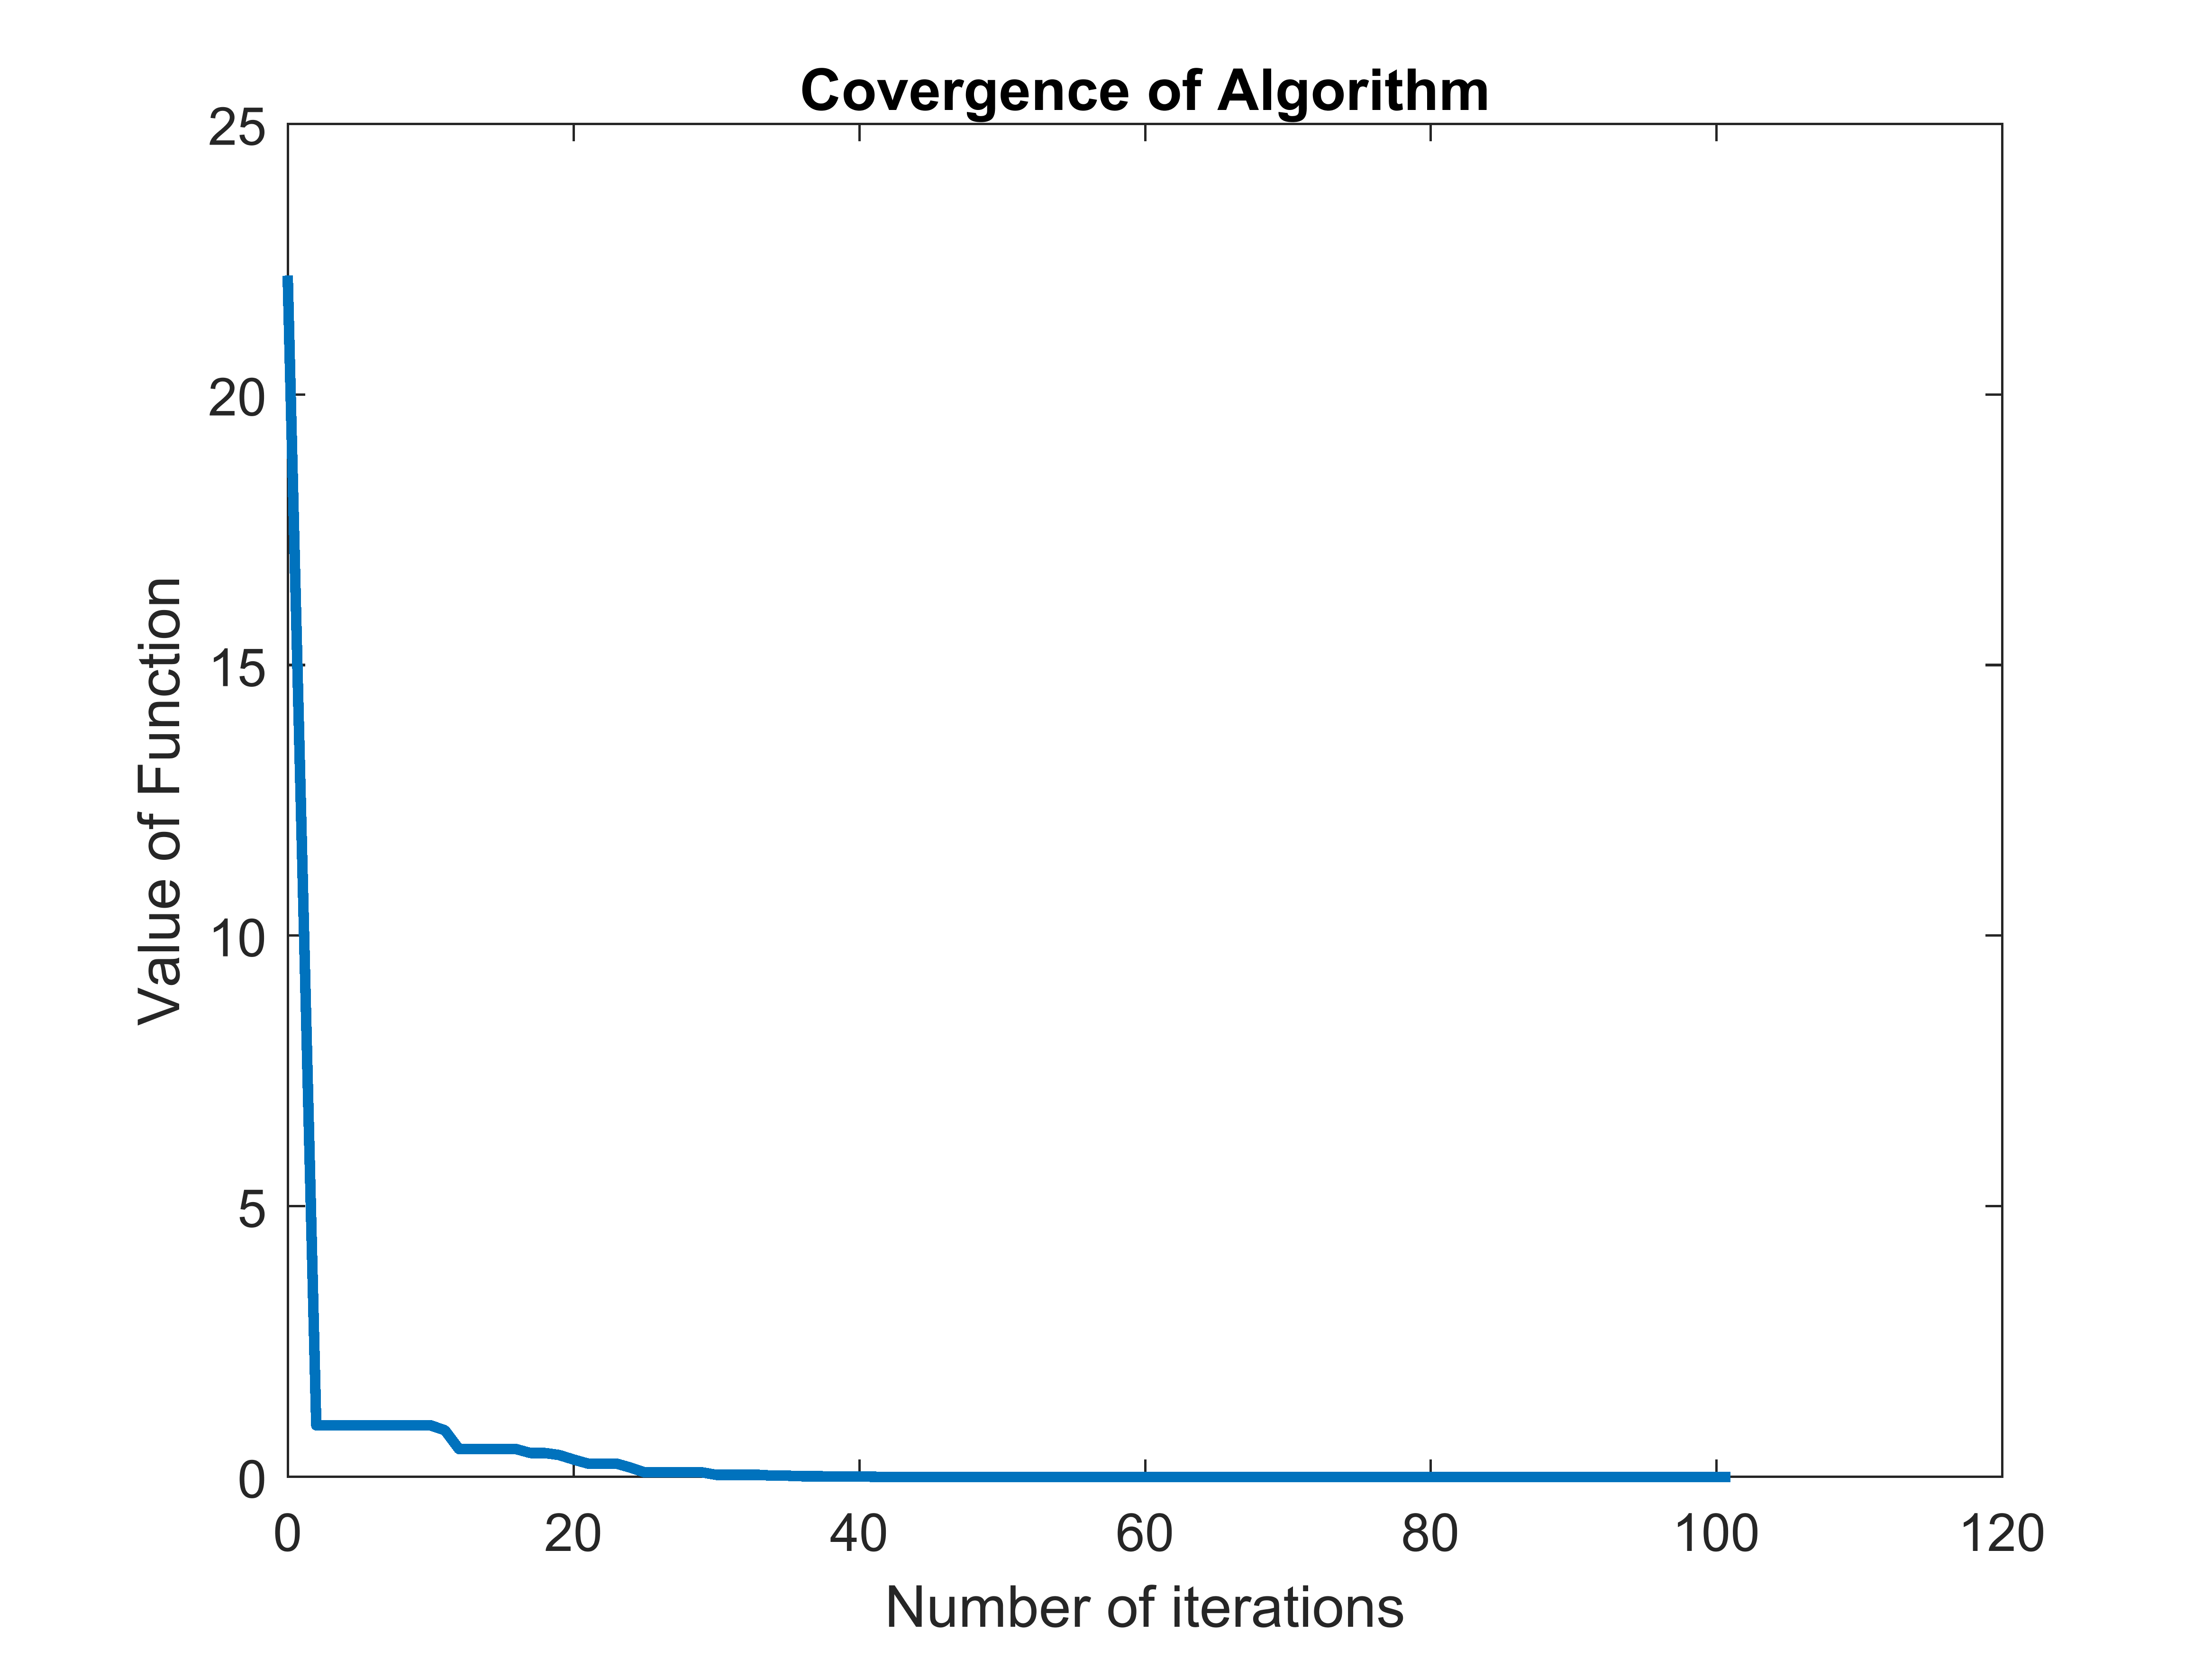 Covergence of Algorithm
25
20
15
10
5
0
Value of Function
0 20 40 60 80 100 120
Number of iterations